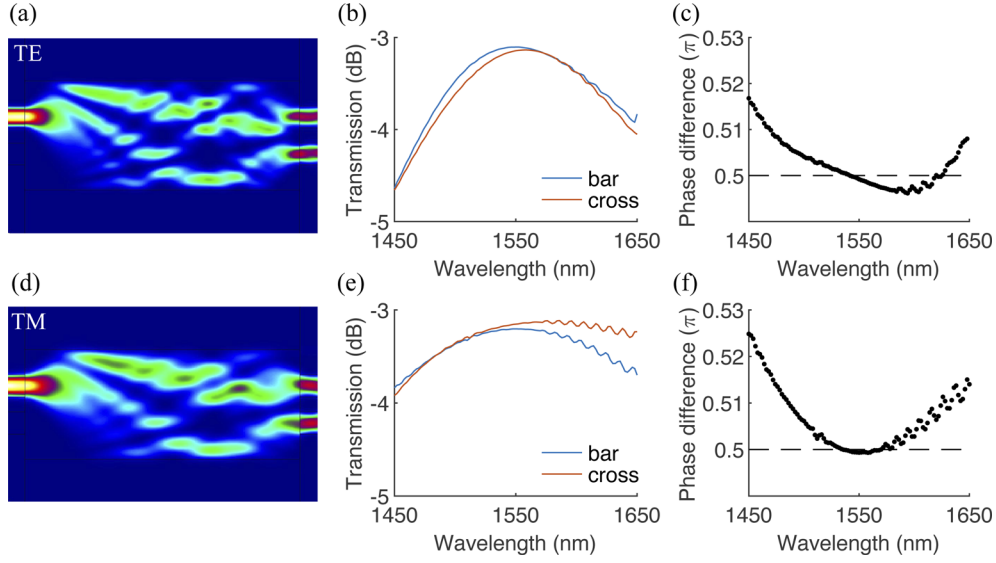 (a)
TE
(b)
Transmission (dB)
-3
-4
-5
bar
cross
1450 1550 1650
Wavelength (nm)
(c)
Phase difference (π)
0.53
0.52
0.51
0.5
1450 1550 1650
Wavelength (nm)
(d)
TM
(e)
Transmission (dB)
-3
-4
-5
bar
cross
1450 1550 1650
Wavelength (nm)
(f)
Phase difference (π)
0.53
0.52
0.51
0.5
1450 1550 1650
Wavelength (nm)